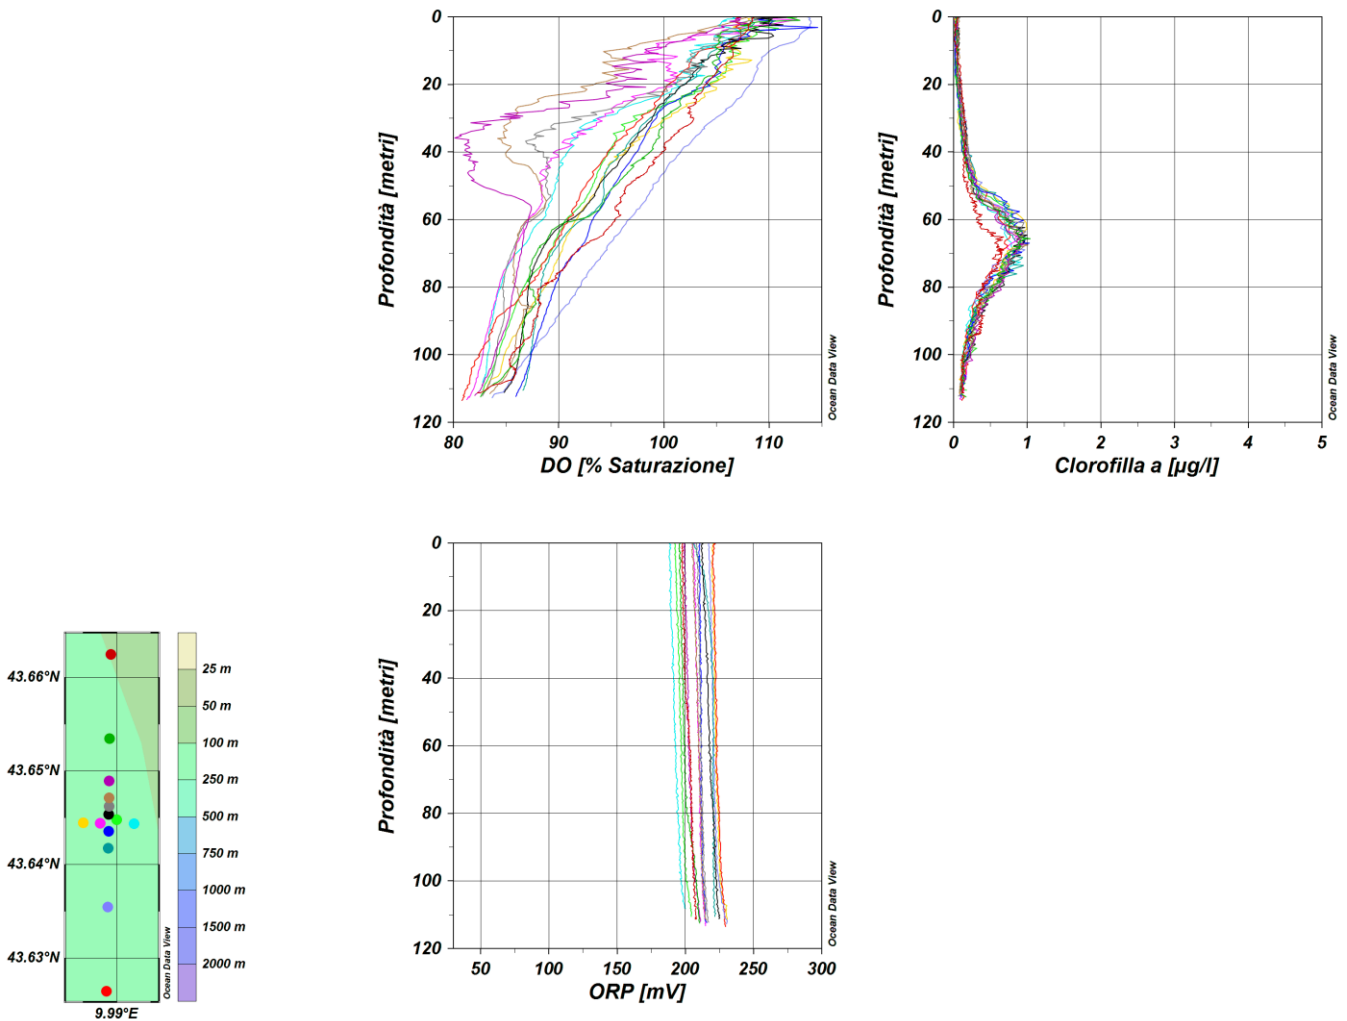 0
20
40
60
80
100
120
Profondità [metri]
80
90
100
110
DO [% Saturazione]
Ocean Data View
0
20
40
60
80
100
120
Profondità [metri]
0
1
2
3
4
5
Clorofilla a [µg/l]
Ocean Data View
0
20
40
60
80
100
120
Profondità [metri]
50
100
150
200
250
300
ORP [mV]
Ocean Data View
43.66°N
43.65°N
43.64°N
43.63°N
9.99°E
Ocean Data View
25 m
50 m
100 m
250 m
500 m
750 m
1000 m
1500 m
2000 m